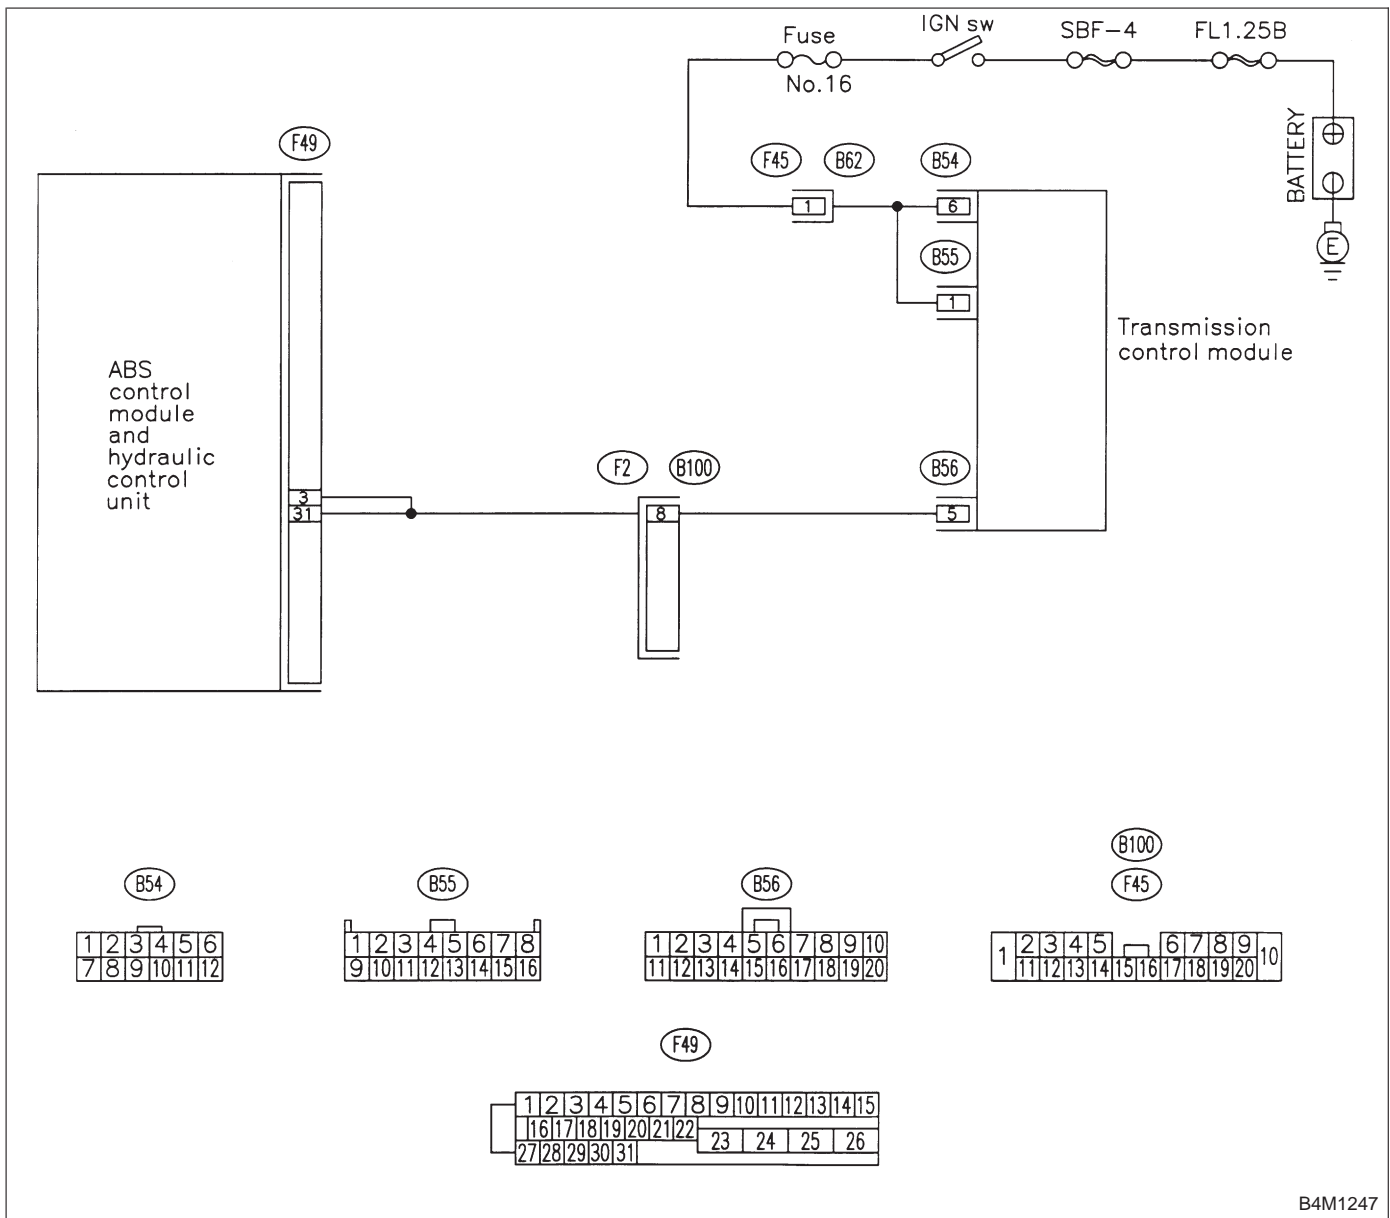 Fuse
No.16
IGN sw
SBF-4
FL1.25B
BATTERY
E
F49
F45
B62
B54
1
6
B55
1
Transmission
control module
ABS
control
module
and
hydraulic
control
unit
F2
B100
B56
3
31
8
5
B54
1 2 3 4 5 6
7 8 9 10 11 12
B55
1 2 3 4 5 6 7 8
9 10 11 12 13 14 15 16
B56
1 2 3 4 5 6 7 8 9 10
11 12 13 14 15 16 17 18 19 20
B100
F45
1 2 3 4 5 6 7 8 9 10
11 12 13 14 15 16 17 18 19 20
F49
1 2 3 4 5 6 7 8 9 10 11 12 13 14 15
16 17 18 19 20 21 22
23 24 25 26
27 28 29 30 31
B4M1247